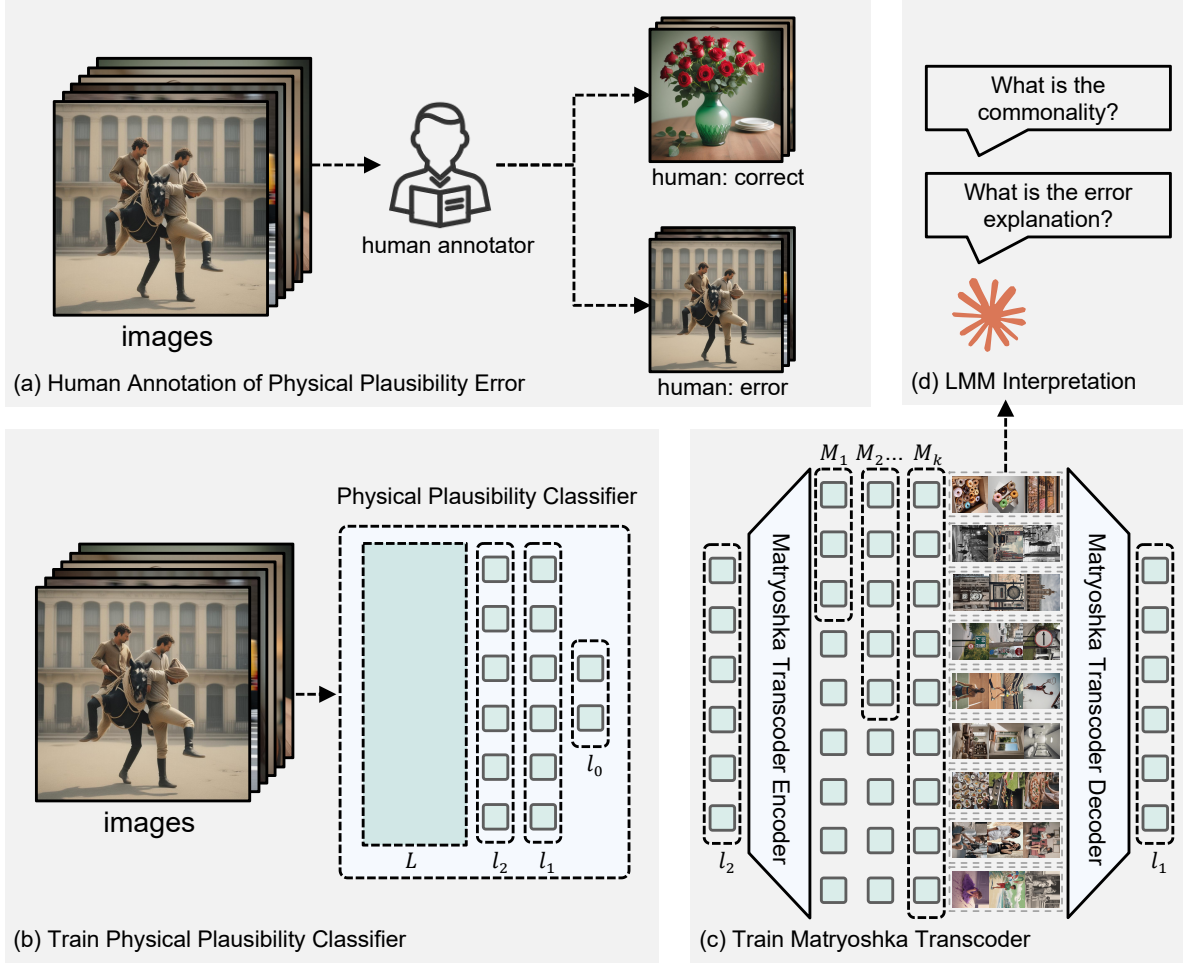 images
human annotator
human: correct
human: error
(a) Human Annotation of Physical Plausibility Error
What is the
commonality?
What is the error
explanation?
(d) LMM Interpretation
Physical Plausibility Classifier
images
L
l₂
l₁
l₀
(b) Train Physical Plausibility Classifier
M₁
M₂...
Mₖ
l₂
Matryoshka Transcoder Encoder
Matryoshka Transcoder Decoder
l₁
(c) Train Matryoshka Transcoder